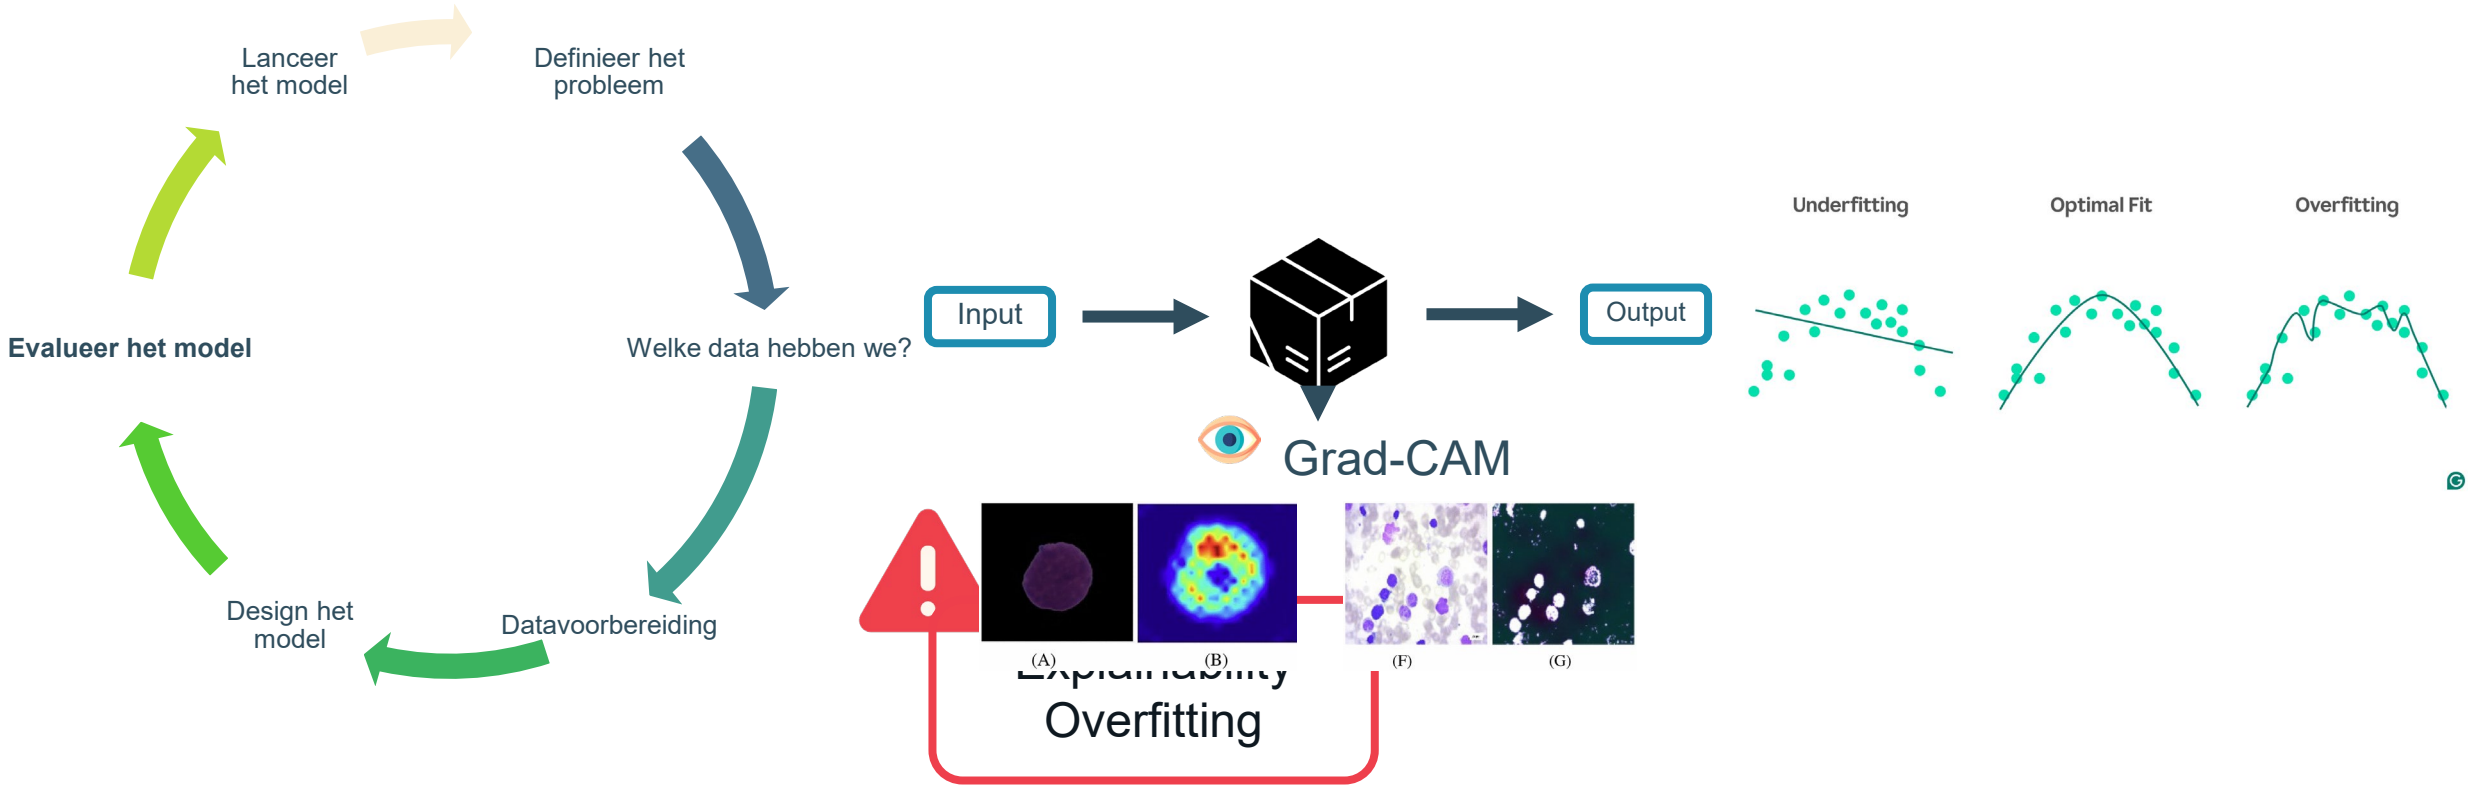 Lanceer
het model
Definieer het
probleem
Evalueer het model
Welke data hebben we?
Design het
model
Datavoorbereiding
Input
Output
Grad-CAM
(A)
(B)
(F)
(G)
Explainability
Overfitting
Underfitting
Optimal Fit
Overfitting